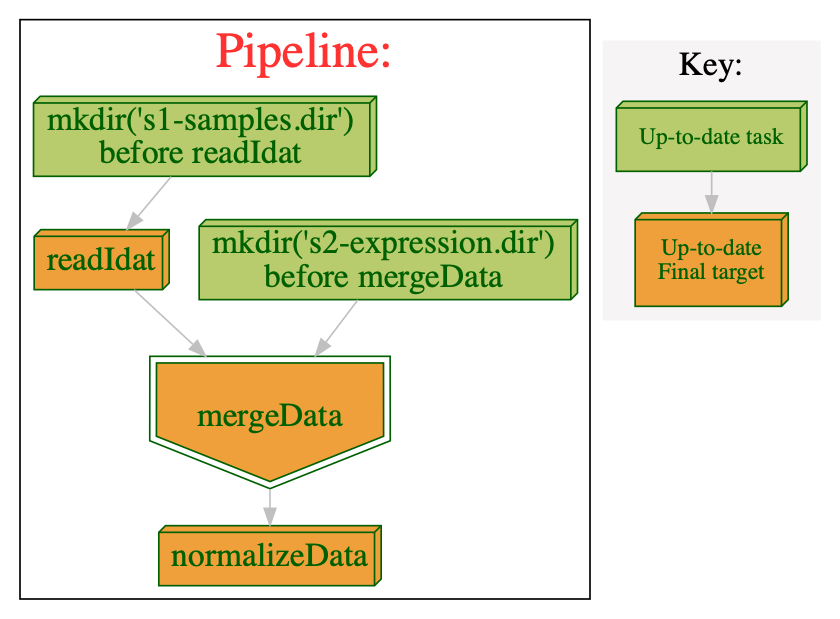 Pipeline:
mkdir('s1-samples.dir')
before readIdat
readIdat
mkdir('s2-expression.dir')
before mergeData
mergeData
normalizeData
Key:
Up-to-date task
Up-to-date
Final target